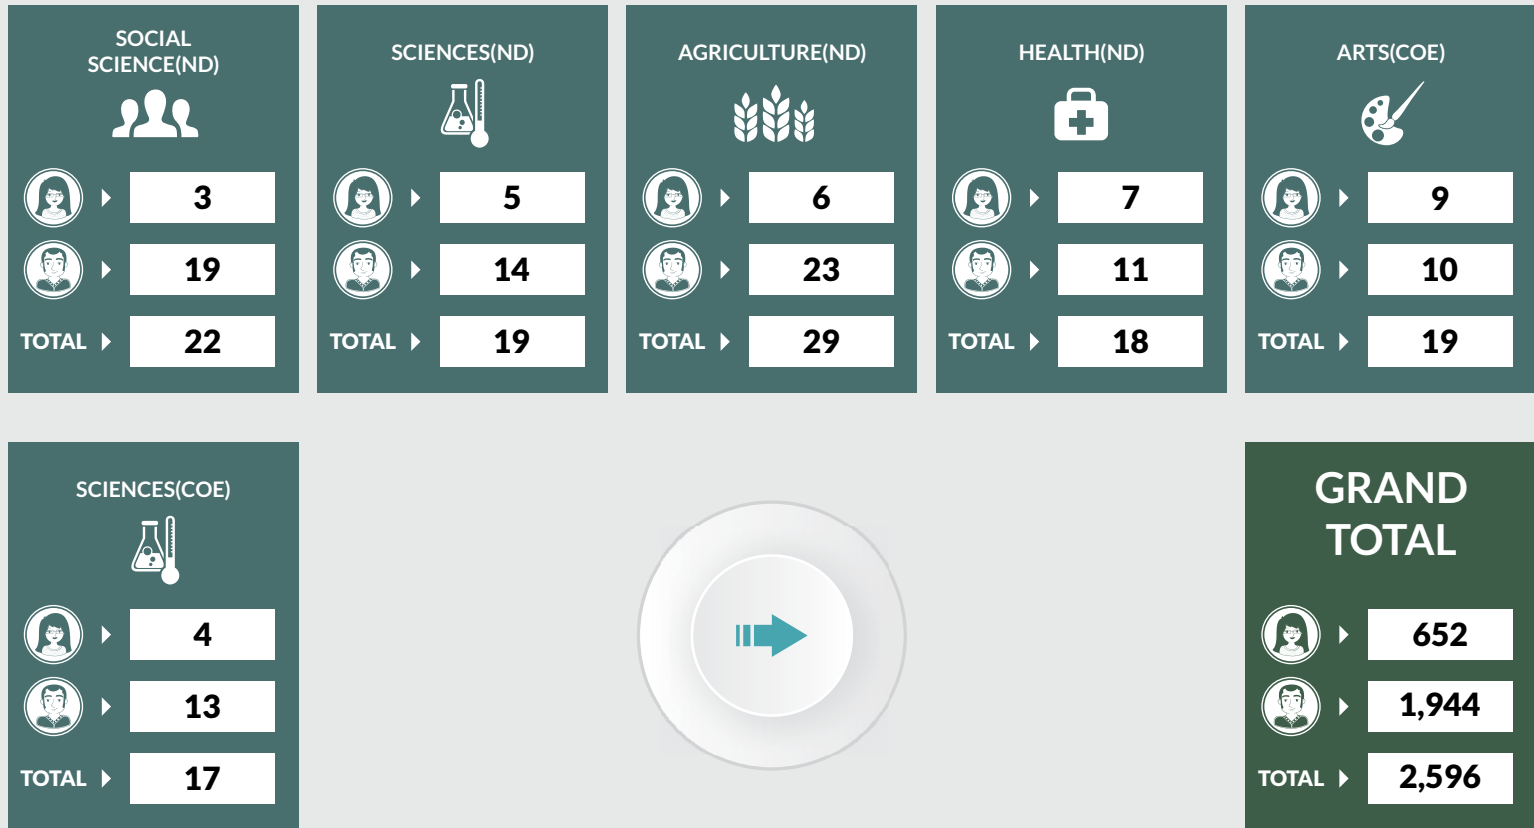 SOCIAL
SCIENCE(ND)
3
19
TOTAL 22
SCIENCES(ND)
5
14
TOTAL 19
AGRICULTURE(ND)
6
23
TOTAL 29
HEALTH(ND)
7
11
TOTAL 18
ARTS(COE)
9
10
TOTAL 19
SCIENCES(COE)
4
13
TOTAL 17
GRAND
TOTAL
652
1,944
TOTAL 2,596